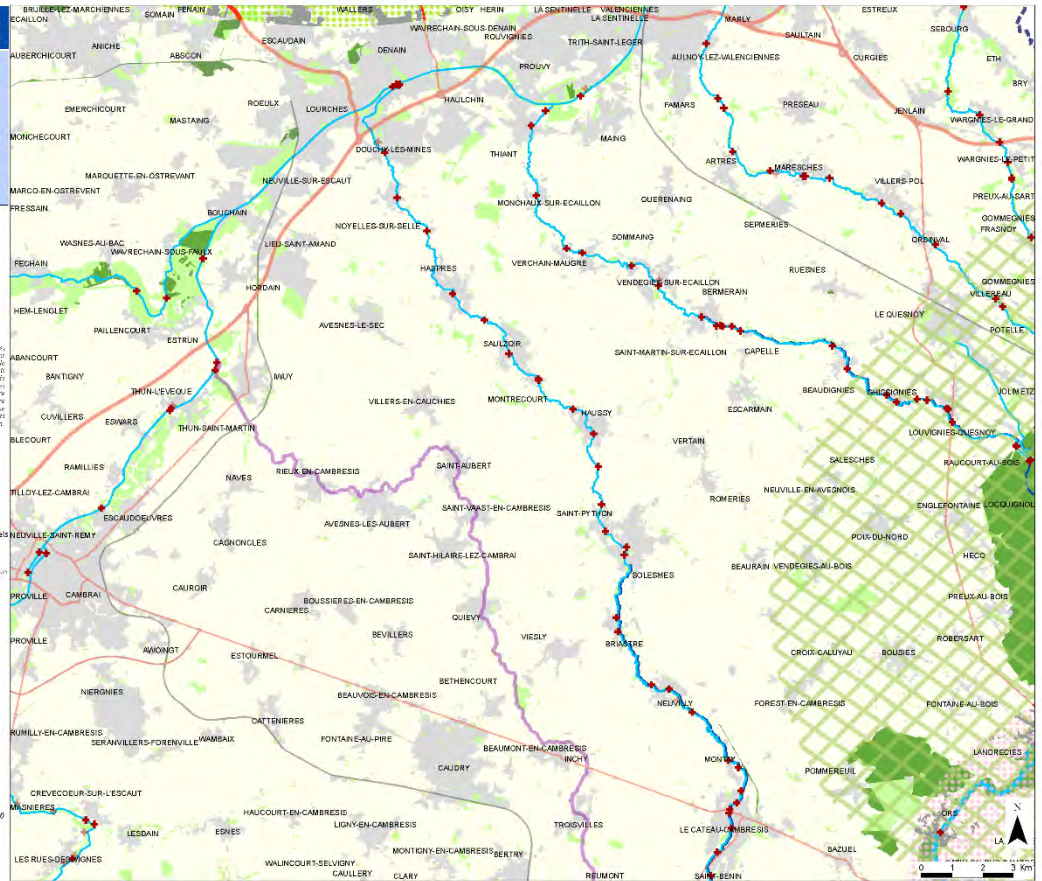 BRUILLE-LEZ-MARCHIENNES
FENAIN
WALLERS
OISY
HERIN
LA SENTINELLE
VALENCIENNES
ESTREUX
ECAILLON
SOMAIN
LA SENTINELLE
MARLY
WAVRECHAIN-SOUS-DENAIN
ROUVIGNIES
TRITH-SAINT-LEGER
SAULTAIN
SEBOURG
ANICHE
ESCAUDAIN
DENAIN
AUBERCHICOURT
ABSCON
AULNOY-LEZ-VALENCIENNES
CURGIES
ETH
PROUVY
BRY
EMERCHICOURT
ROEULX
LOURCHES
HAULCHIN
FAMARS
PRESEAU
JENLAIN
MASTAING
WARGNIES-LE-GRAND
MONCHECOURT
MAING
DOUCHY-LES-MINES
THIANT
ARTRES
MARESCHES
WARGNIES-LE-PETIT
MARQUETTE-EN-OSTREVANT
NEUVILLE-SUR-ESCAUT
VILLERS-POL
MARCQ-EN-OSTREVENT
PREUX-AU-SART
FRESSAIN
BOUCHAIN
MONCHAUX-SUR-ECAILLON
QUERENAING
GOMMEGNIES
NOYELLES-SUR-SELLE
SEPMERIES
FRASNOY
WASNES-AU-BAC
LIEU-SAINT-AMAND
SOMMAING
ORSINVAL
WAVRECHAIN-SOUS-FAULX
FECHAIN
HASTRES
VERCHAIN-MAUGRE
RUESNES
HORDAIN
VENDEGIES-SUR-ECAILLON
GOMMEGNIES
BERMERAIN
VILLEREAU
HEM-LENGLET
PAILLENCOURT
AVESNES-LE-SEC
LE QUESNOY
POTELLE
ESTRUN
SAULZOIR
SAINT-MARTIN-SUR-ECAILLON
CAPELLE
ABANCOURT
BANTIGNY
IWUY
THUN-L'EVEQUE
BEAUDIGNIES
GHISSIGNIES
JOLIMETZ
VILLERS-EN-CAUCHIES
MONTRECOURT
CUVILLERS
ESWARS
HAUSSY
ESCARMAIN
THUN-SAINT-MARTIN
LOUVIGNIES-QUESNOY
BLECOURT
VERTAIN
RAMILLIES
RIEUX-EN-CAMBRESIS
SAINT-AUBERT
SALESCHES
RAUCOURT-AU-BOIS
NAVES
TILLOY-LEZ-CAMBRAI
ROMERIES
NEUVILLE-EN-AVESNOIS
ENGLEFONTAINE
LOCQUIGNOL
SAINT-VAAST-EN-CAMBRESIS
SAINT-PYTHON
ESCAUDOEUVRES
AVESNES-LES-AUBERT
NEUVILLE-SAINT-REMY
CAGNONCLES
POIX-DU-NORD
SAINT-HILAIRE-LEZ-CAMBRAI
HECQ
BEAURAIN
VENDEGIES-AU-BOIS
SOLESMES
CAUROIR
PROVILLE
CAMBRAI
BOUSSIERES-EN-CAMBRESIS
PREUX-AU-BOIS
CARNIERES
QUIEVY
PROVILLE
BEVILLERS
VIESLY
BRIASTRE
ROBERSART
AWOINGT
ESTOURMEL
CROIX-CALUYAU
BOUSIES
NIERGNIES
BETHENCOURT
BEAUVOIS-EN-CAMBRESIS
NEUVILLY
FOREST-EN-CAMBRESIS
FONTAINE-AU-BOIS
CATTENIERES
RUMILLY-EN-CAMBRESIS
SERANVILLERS-FORENVILLE
WAMBAIX
FONTAINE-AU-PIRE
BEAUMONT-EN-CAMBRESIS
LANDRECIES
INCHY
MONTAY
CAUDRY
POMMEREUIL
CREVECOEUR-SUR-L'ESCAUT
MASNIERES
HAUCOURT-EN-CAMBRESIS
ORS
N
LESDAIN
ESNES
LIGNY-EN-CAMBRESIS
TROISVILLES
LE CATEAU-CAMBRESIS
LA
LES RUES-DES-VIGNES
MONTIGNY-EN-CAMBRESIS
BERTRY
BAZUEL
WALINCOURT-SELVIGNY
CAULLERY
CLARY
REUMONT
SAINT-BENIN
0 1 2 3 Km